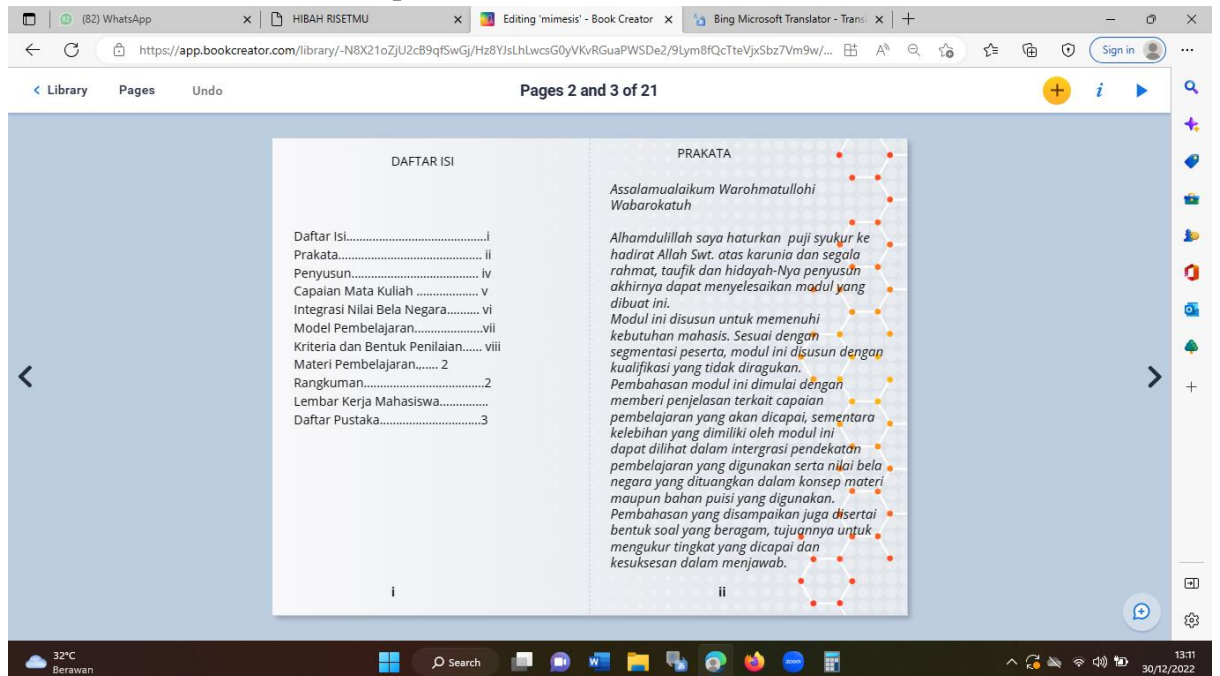 (82) WhatsApp
HIBAH RISETMU
Editing 'mimesis' - Book Creator
Bing Microsoft Translator - Trans
https://app.bookcreator.com/library/-N8X21oZjU2cB9qfSwGj/Hz8YJsLhLwcsG0yVKvRGuaPWSDe2/9Lym8fQcTteVjxSbz7Vm9w/...
Sign in
Library
Pages
Undo
Pages 2 and 3 of 21
DAFTAR ISI
Daftar Isi...........................................i
Prakata............................................ ii
Penyusun....................................... iv
Capaian Mata Kuliah ................... v
Integrasi Nilai Bela Negara.......... vi
Model Pembelajaran.....................vii
Kriteria dan Bentuk Penilaian...... viii
Materi Pembelajaran.,..... 2
Rangkuman.....................................2
Lembar Kerja Mahasiswa...............
Daftar Pustaka...............................3
i
PRAKATA
Assalamualaikum Warohmatullohi
Wabarokatuh
Alhamdulillah saya haturkan puji syukur ke
hadirat Allah Swt. atas karunia dan segala
rahmat, taufik dan hidayah-Nya penyusun
akhirnya dapat menyelesaikan modul yang
dibuat ini.
Modul ini disusun untuk memenuhi
kebutuhan mahasis. Sesuai dengan
segmentasi peserta, modul ini disusun dengan
kualifikasi yang tidak diragukan.
Pembahasan modul ini dimulai dengan
memberi penjelasan terkait capaian
pembelajaran yang akan dicapai, sementara
kelebihan yang dimiliki oleh modul ini
dapat dilihat dalam intergrasi pendekatan
pembelajaran yang digunakan serta nilai bela
negara yang dituangkan dalam konsep materi
maupun bahan puisi yang digunakan.
Pembahasan yang disampaikan juga disertai
bentuk soal yang beragam, tujuannya untuk
mengukur tingkat yang dicapai dan
kesuksesan dalam menjawab.
ii
32°C
Berawan
Search
13:11
30/12/2022